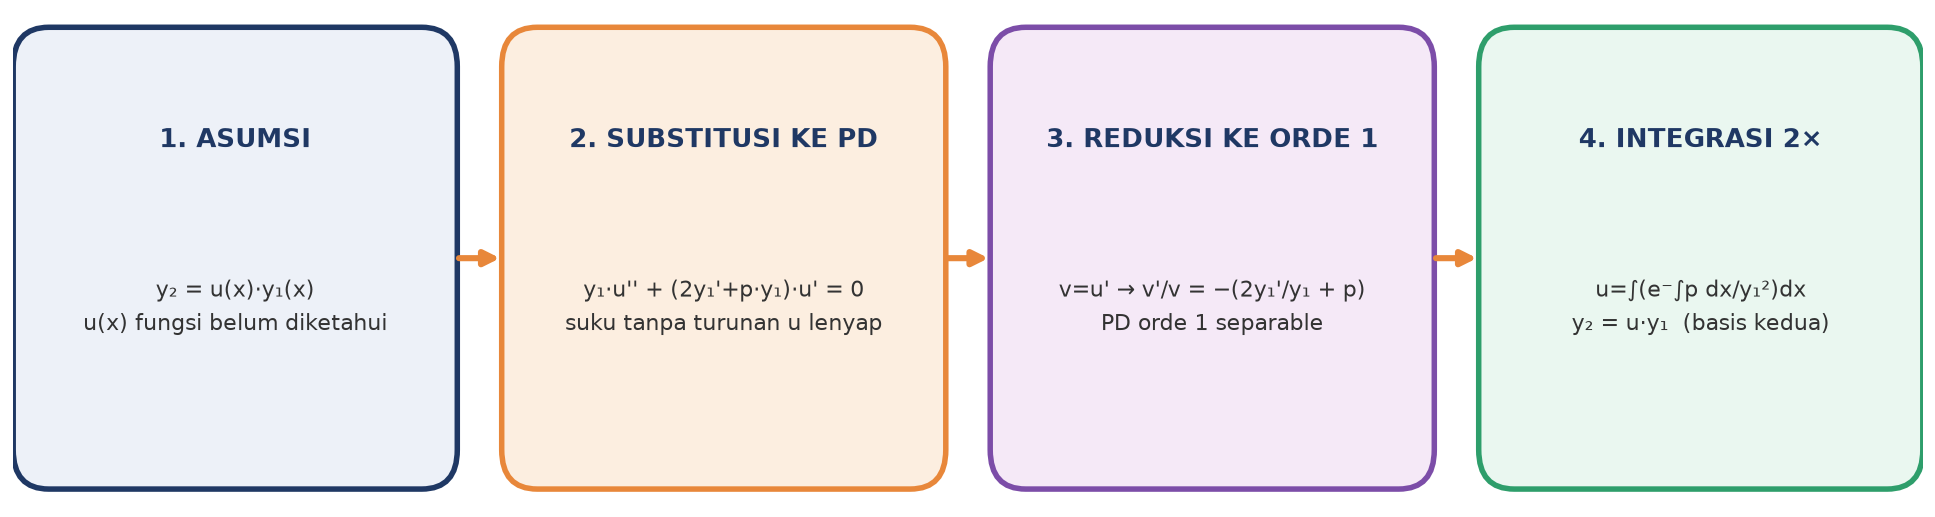 1. ASUMSI
y₂ = u(x)·y₁(x)
u(x) fungsi belum diketahui
2. SUBSTITUSI KE PD
y₁·u'' + (2y₁'+p·y₁)·u' = 0
suku tanpa turunan u lenyap
3. REDUKSI KE ORDE 1
v=u' → v'/v = −(2y₁'/y₁ + p)
PD orde 1 separable
4. INTEGRASI 2×
u=∫(e⁻∫p dx/y₁²)dx
y₂ = u·y₁  (basis kedua)